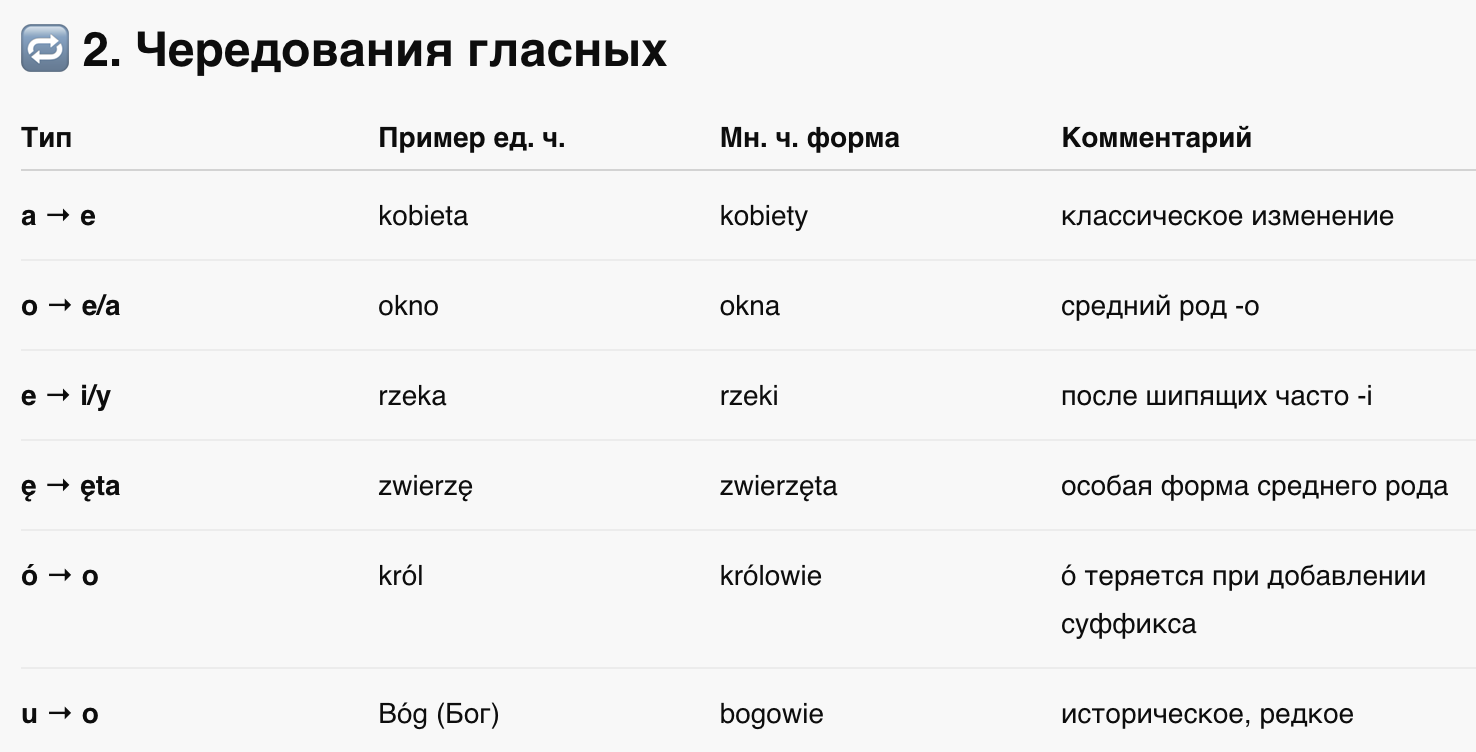 🔁 2. Чередования гласных
Тип Пример ед. ч. Мн. ч. форма Комментарий
a → e kobieta kobiety классическое изменение
o → e/a okno okna средний род -o
e → i/y rzeka rzeki после шипящих часто -i
ę → ęta zwierzę zwierzęta особая форма среднего рода
ó → o król królowie ó теряется при добавлении
суффикса
u → o Bóg (Бог) bogowie историческое, редкое